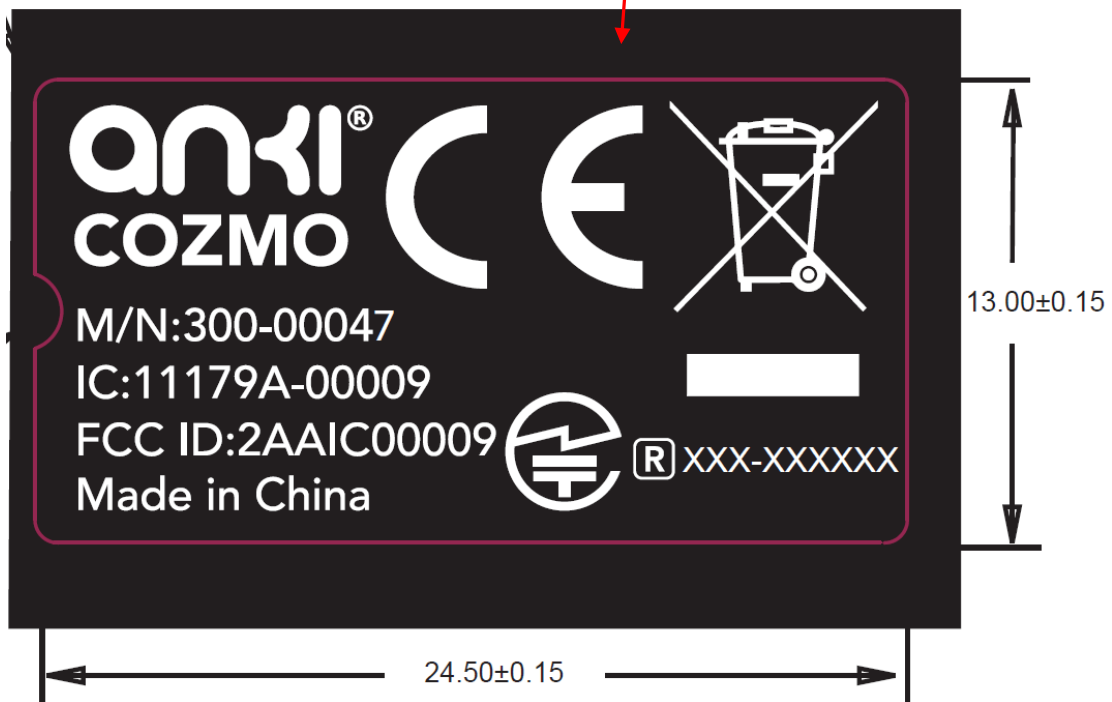 anki®
COZMO
CE
M/N:300-00047
IC:11179A-00009
FCC ID:2AAIC00009
R XXX-XXXXXX
Made in China
13.00±0.15
24.50±0.15